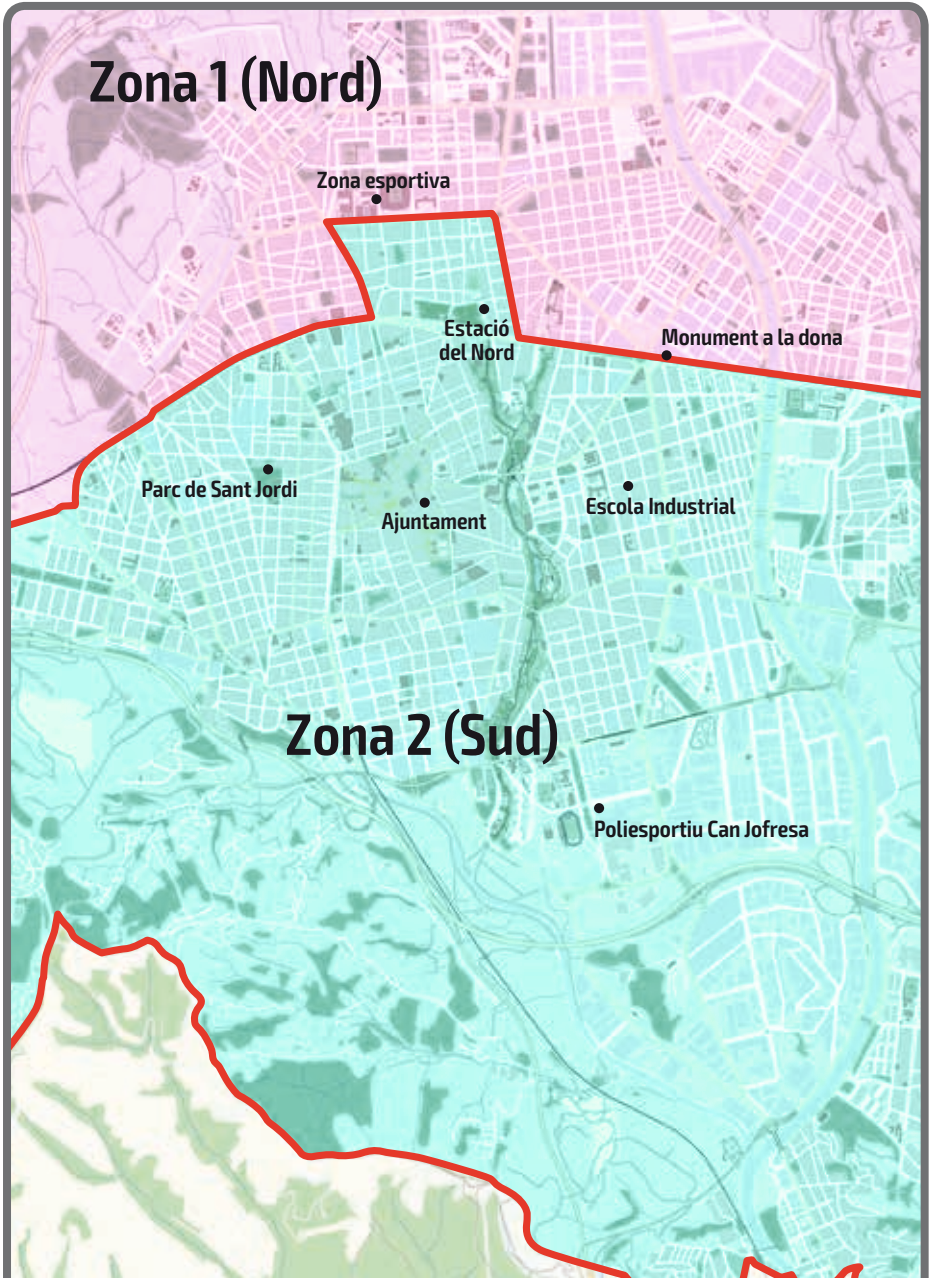 Zona 1 (Nord)
Zona esportiva
Estació
del Nord
Monument a la dona
Parc de Sant Jordi
Ajuntament
Escola Industrial
Zona 2 (Sud)
Poliesportiu Can Jofresa